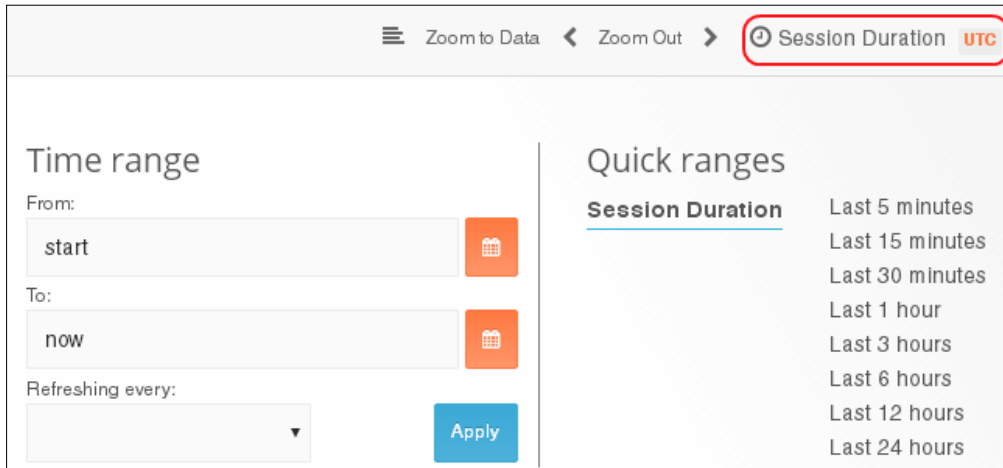 Zoom to Data Zoom Out Session Duration UTC
Time range
From:
start
To:
now
Refreshing every:
Apply
Quick ranges
Session Duration
Last 5 minutes
Last 15 minutes
Last 30 minutes
Last 1 hour
Last 3 hours
Last 6 hours
Last 12 hours
Last 24 hours